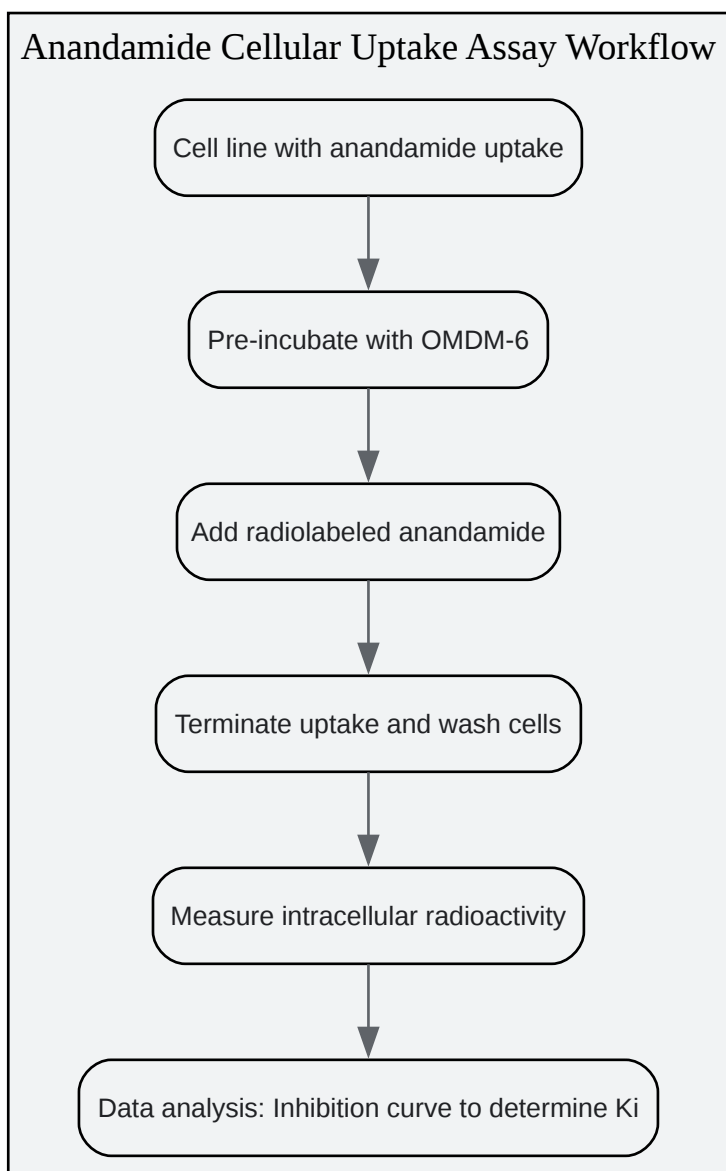 Anandamide Cellular Uptake Assay Workflow
Cell line with anandamide uptake
Pre-incubate with OMDM-6
Add radiolabeled anandamide
Terminate uptake and wash cells
Measure intracellular radioactivity
Data analysis: Inhibition curve to determine Ki